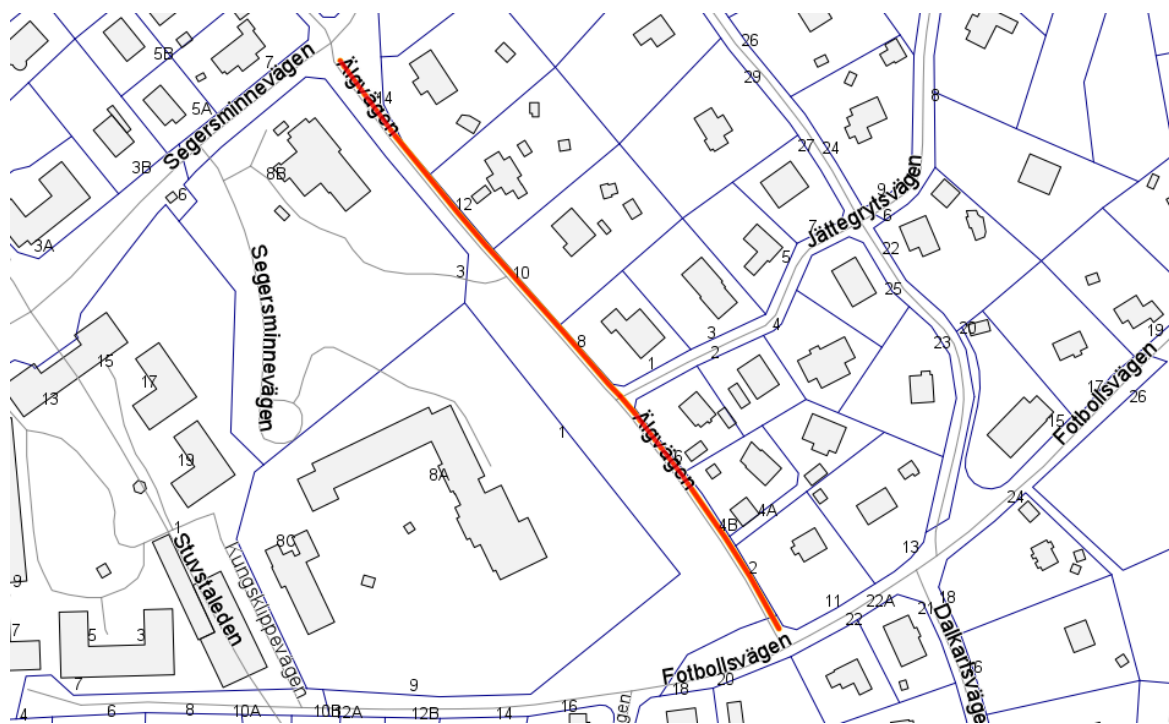 26
5B
7
Älgvägen
29
14
5A
8
Segersminnevägen
27
24
3B
8B
9
6
12
6
7
Jättegrytsvägen
3A
22
5
3
10
25
Segersminnevägen
4
20
19
3
8
2
23
15
1
17
17
26
13
Fotbollsvägen
Älgvägen
15
1
19
6
8A
24
4A
4B
1
8C
13
Stuvstaleden
Kungsklippevägen
2
9
11
22A
18
21
22
7
5
3
Dalkarlsvägen
Fotbollsvägen
16
7
9
20
18
4
6
8
10A
10B
12A
12B
14
16